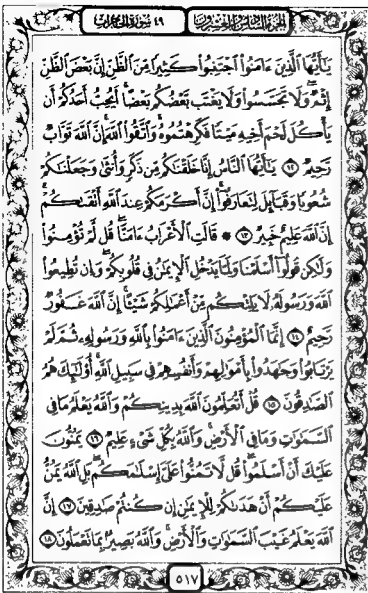 الجزء السادس والعشرون ٤٩ سورة الحجرات
يَٰٓأَيُّهَا ٱلَّذِينَ ءَامَنُواْ ٱجْتَنِبُواْ كَثِيرًا مِّنَ ٱلظَّنِّ إِنَّ بَعْضَ ٱلظَّنِّ
إِثْمٌ ۖ وَلَا تَجَسَّسُواْ وَلَا يَغْتَب بَّعْضُكُم بَعْضًا ۚ أَيُحِبُّ أَحَدُكُمْ أَن
يَأْكُلَ لَحْمَ أَخِيهِ مَيْتًا فَكَرِهْتُمُوهُ ۚ وَٱتَّقُواْ ٱللَّهَ ۚ إِنَّ ٱللَّهَ تَوَّابٌ
رَّحِيمٌ ١٢ يَٰٓأَيُّهَا ٱلنَّاسُ إِنَّا خَلَقْنَٰكُم مِّن ذَكَرٍ وَأُنثَىٰ وَجَعَلْنَٰكُمْ
شُعُوبًا وَقَبَآئِلَ لِتَعَارَفُوٓاْ ۚ إِنَّ أَكْرَمَكُمْ عِندَ ٱللَّهِ أَتْقَىٰكُمْ ۚ
إِنَّ ٱللَّهَ عَلِيمٌ خَبِيرٌ ١٣ ۞ قَالَتِ ٱلْأَعْرَابُ ءَامَنَّا ۖ قُل لَّمْ تُؤْمِنُواْ
وَلَٰكِن قُولُوٓاْ أَسْلَمْنَا وَلَمَّا يَدْخُلِ ٱلْإِيمَٰنُ فِى قُلُوبِكُمْ ۖ وَإِن تُطِيعُواْ
ٱللَّهَ وَرَسُولَهُۥ لَا يَلِتْكُم مِّنْ أَعْمَٰلِكُمْ شَيْـًٔا ۚ إِنَّ ٱللَّهَ غَفُورٌ
رَّحِيمٌ ١٤ إِنَّمَا ٱلْمُؤْمِنُونَ ٱلَّذِينَ ءَامَنُواْ بِٱللَّهِ وَرَسُولِهِۦ ثُمَّ لَمْ
يَرْتَابُواْ وَجَٰهَدُواْ بِأَمْوَٰلِهِمْ وَأَنفُسِهِمْ فِى سَبِيلِ ٱللَّهِ ۚ أُوْلَٰٓئِكَ هُمُ
ٱلصَّٰدِقُونَ ١٥ قُلْ أَتُعَلِّمُونَ ٱللَّهَ بِدِينِكُمْ وَٱللَّهُ يَعْلَمُ مَا فِى
ٱلسَّمَٰوَٰتِ وَمَا فِى ٱلْأَرْضِ ۚ وَٱللَّهُ بِكُلِّ شَىْءٍ عَلِيمٌ ١٦ يَمُنُّونَ
عَلَيْكَ أَنْ أَسْلَمُواْ ۖ قُل لَّا تَمُنُّواْ عَلَىَّ إِسْلَٰمَكُم ۖ بَلِ ٱللَّهُ يَمُنُّ
عَلَيْكُمْ أَنْ هَدَىٰكُمْ لِلْإِيمَٰنِ إِن كُنتُمْ صَٰدِقِينَ ١٧ إِنَّ
ٱللَّهَ يَعْلَمُ غَيْبَ ٱلسَّمَٰوَٰتِ وَٱلْأَرْضِ ۚ وَٱللَّهُ بَصِيرٌۢ بِمَا تَعْمَلُونَ ١٨
٥١٧